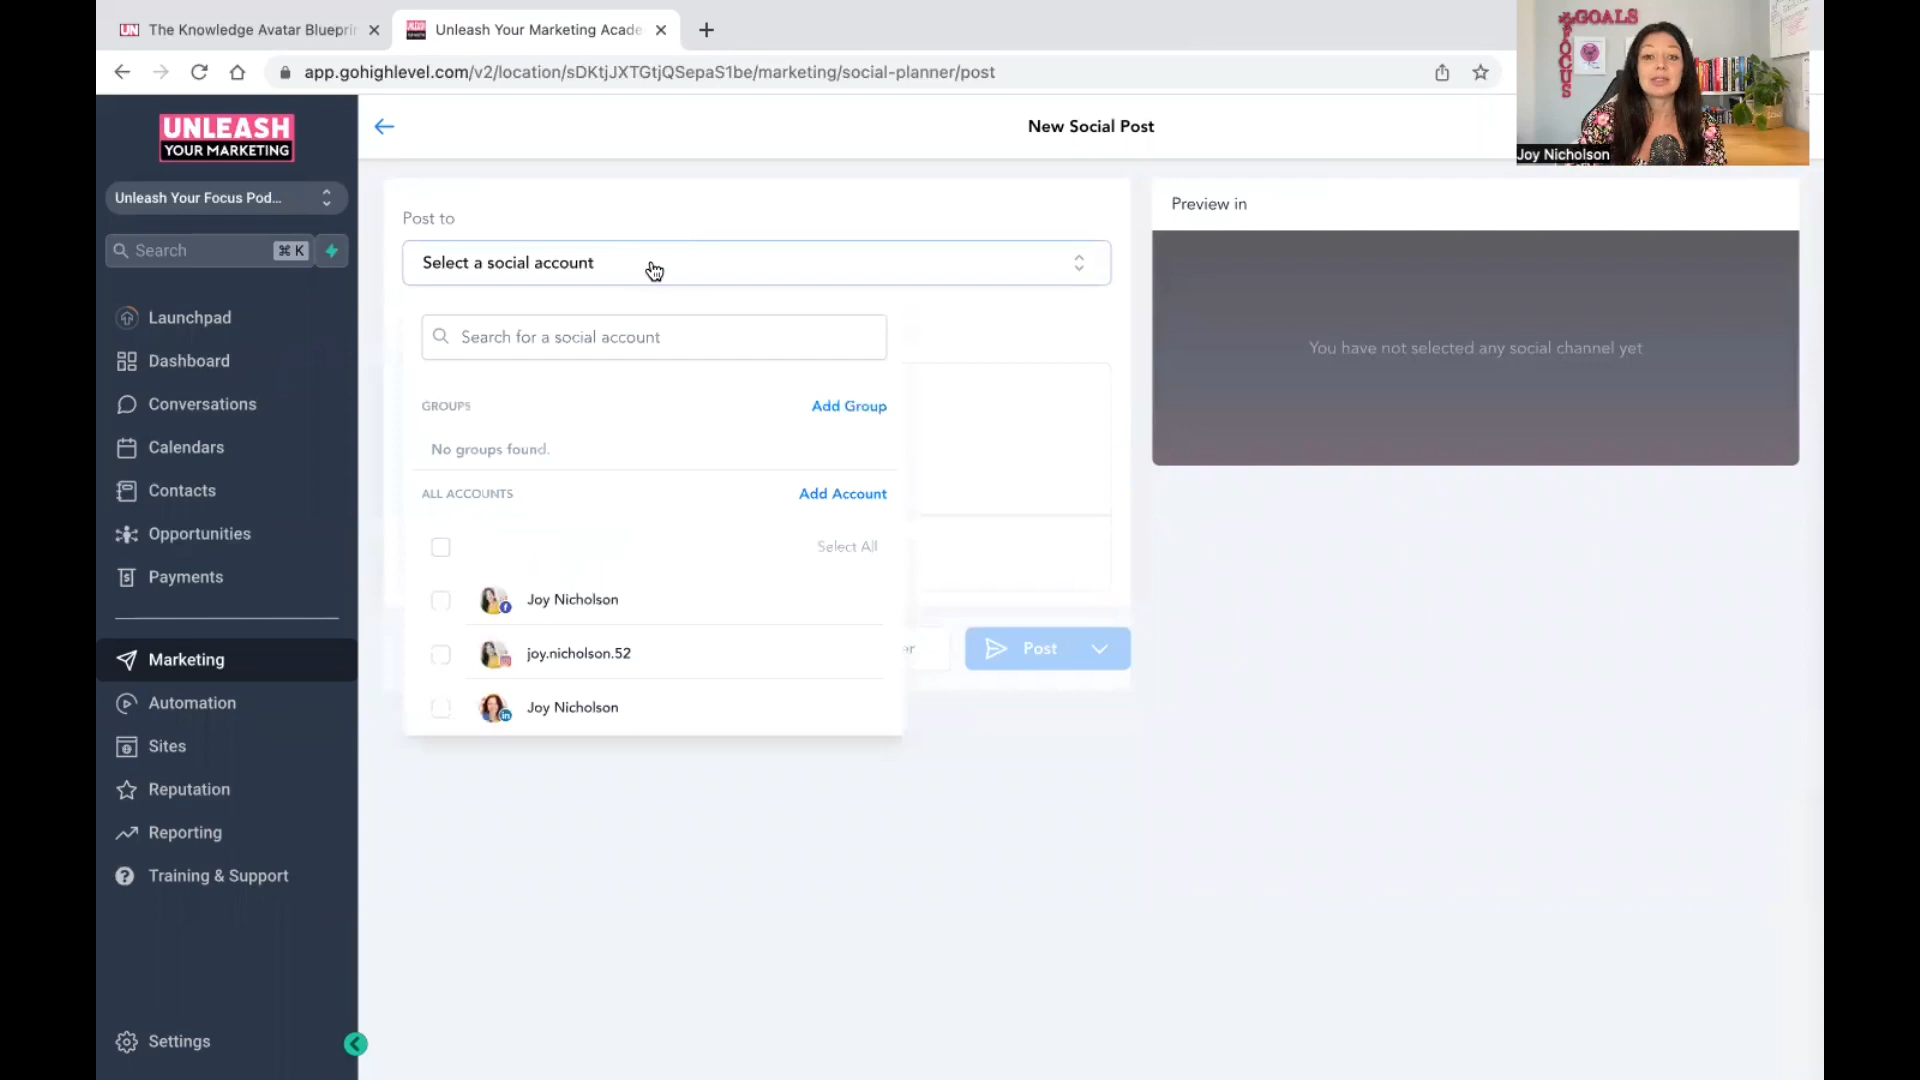 The Knowledge Avatar Blueprin
Unleash Your Marketing Acade
app.gohighlevel.com/v2/location/sDKtjJXTGtjQSepaS1be/marketing/social-planner/post
GOALS
FOCUS
Joy Nicholson
UNLEASH
YOUR MARKETING
Unleash Your Focus Pod...
Search
⌘ K
Launchpad
Dashboard
Conversations
Calendars
Contacts
Opportunities
Payments
Marketing
Automation
Sites
Reputation
Reporting
Training & Support
Settings
New Social Post
Post to
Select a social account
Search for a social account
GROUPS
Add Group
No groups found.
ALL ACCOUNTS
Add Account
Select All
Joy Nicholson
joy.nicholson.52
Joy Nicholson
er
Post
Preview in
You have not selected any social channel yet